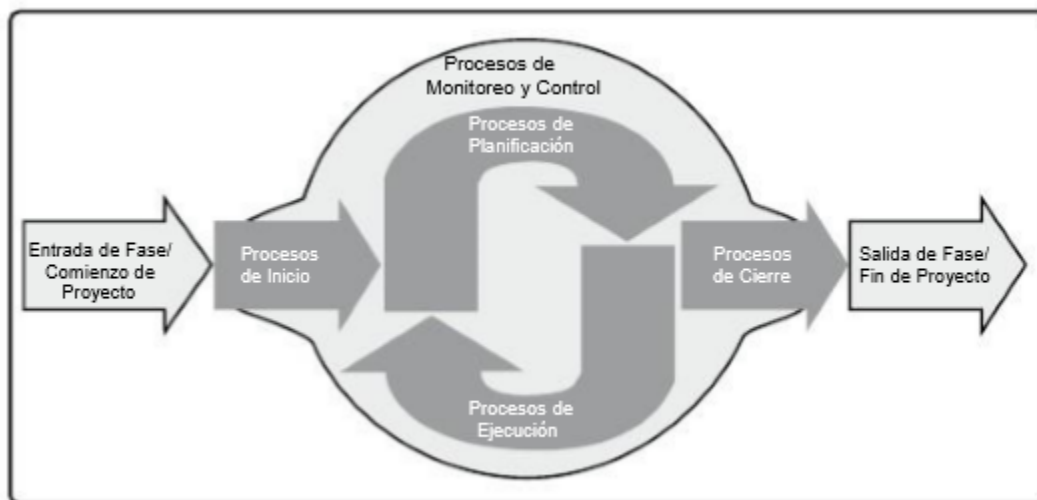 Procesos de
Monitoreo y Control
Procesos de
Planificación
Entrada de Fase/
Comienzo de
Proyecto
Procesos
de Inicio
Procesos
de Cierre
Salida de Fase/
Fin de Proyecto
Procesos de
Ejecución